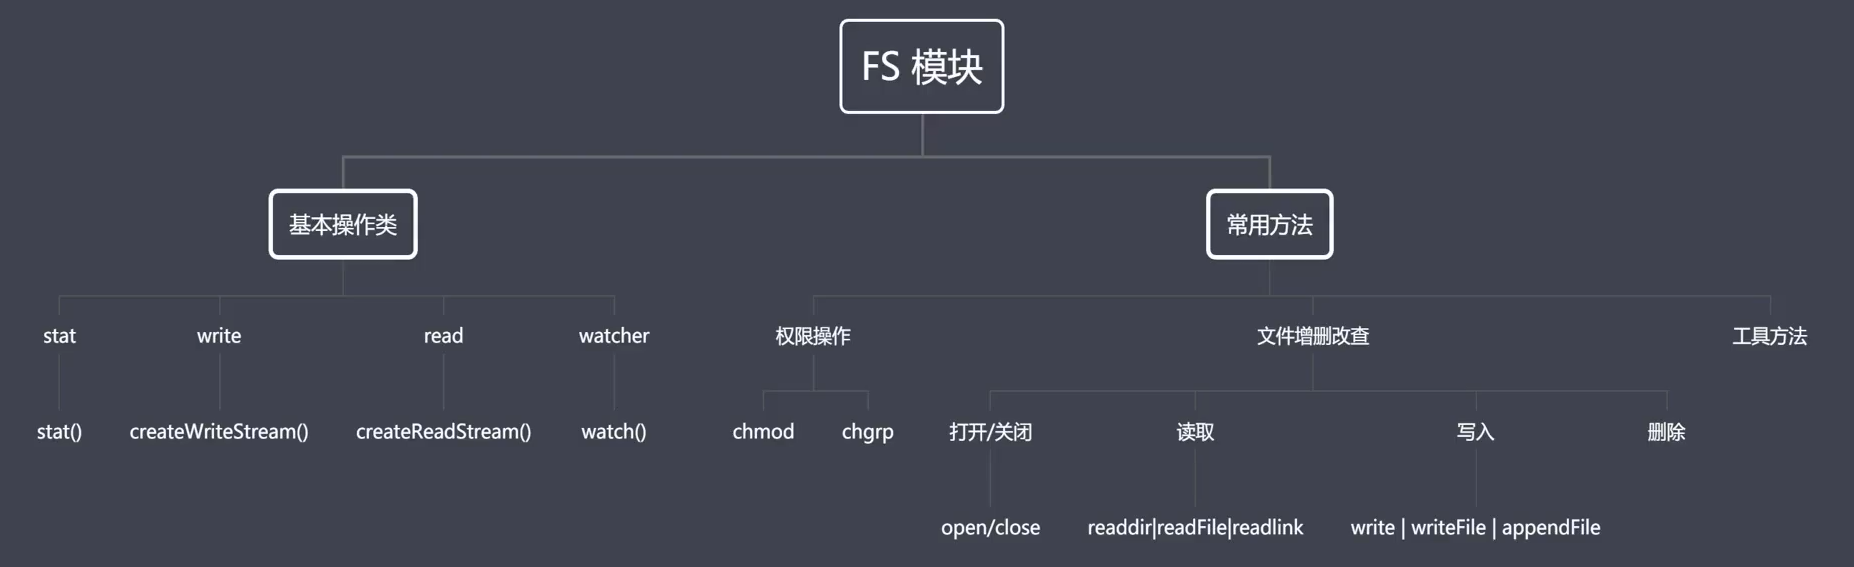 FS 模块
基本操作类
常用方法
stat
write
read
watcher
权限操作
文件增删改查
工具方法
stat()
createWriteStream()
createReadStream()
watch()
chmod
chgrp
打开/关闭
读取
写入
删除
open/close
readdir|readFile|readlink
write | writeFile | appendFile